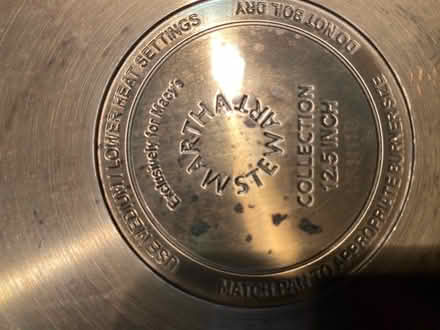 USE MEDIUM / LOWER HEAT SETTINGS
DO NOT BOIL DRY
MATCH PAN TO APPROPRIATE BURNER SIZE
Exclusively for Macy's
MARTHA
STEWART
COLLECTION
12.5 INCH